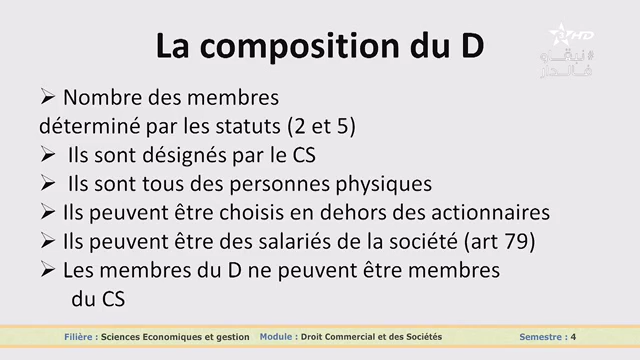 HD
#نبقاو
فالدار
La composition du D
➢ Nombre des membres
déterminé par les statuts (2 et 5)
➢ Ils sont désignés par le CS
➢ Ils sont tous des personnes physiques
➢ Ils peuvent être choisis en dehors des actionnaires
➢ Ils peuvent être des salariés de la société (art 79)
➢ Les membres du D ne peuvent être membres
du CS
Filière : Sciences Economiques et gestion Module : Droit Commercial et des Sociétés Semestre : 4